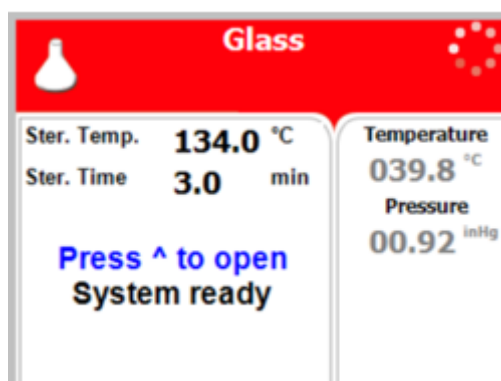 Glass
Ster. Temp. 134.0 °C
Ster. Time 3.0 min
Press ^ to open
System ready
Temperature
039.8 °C
Pressure
00.92 inHg